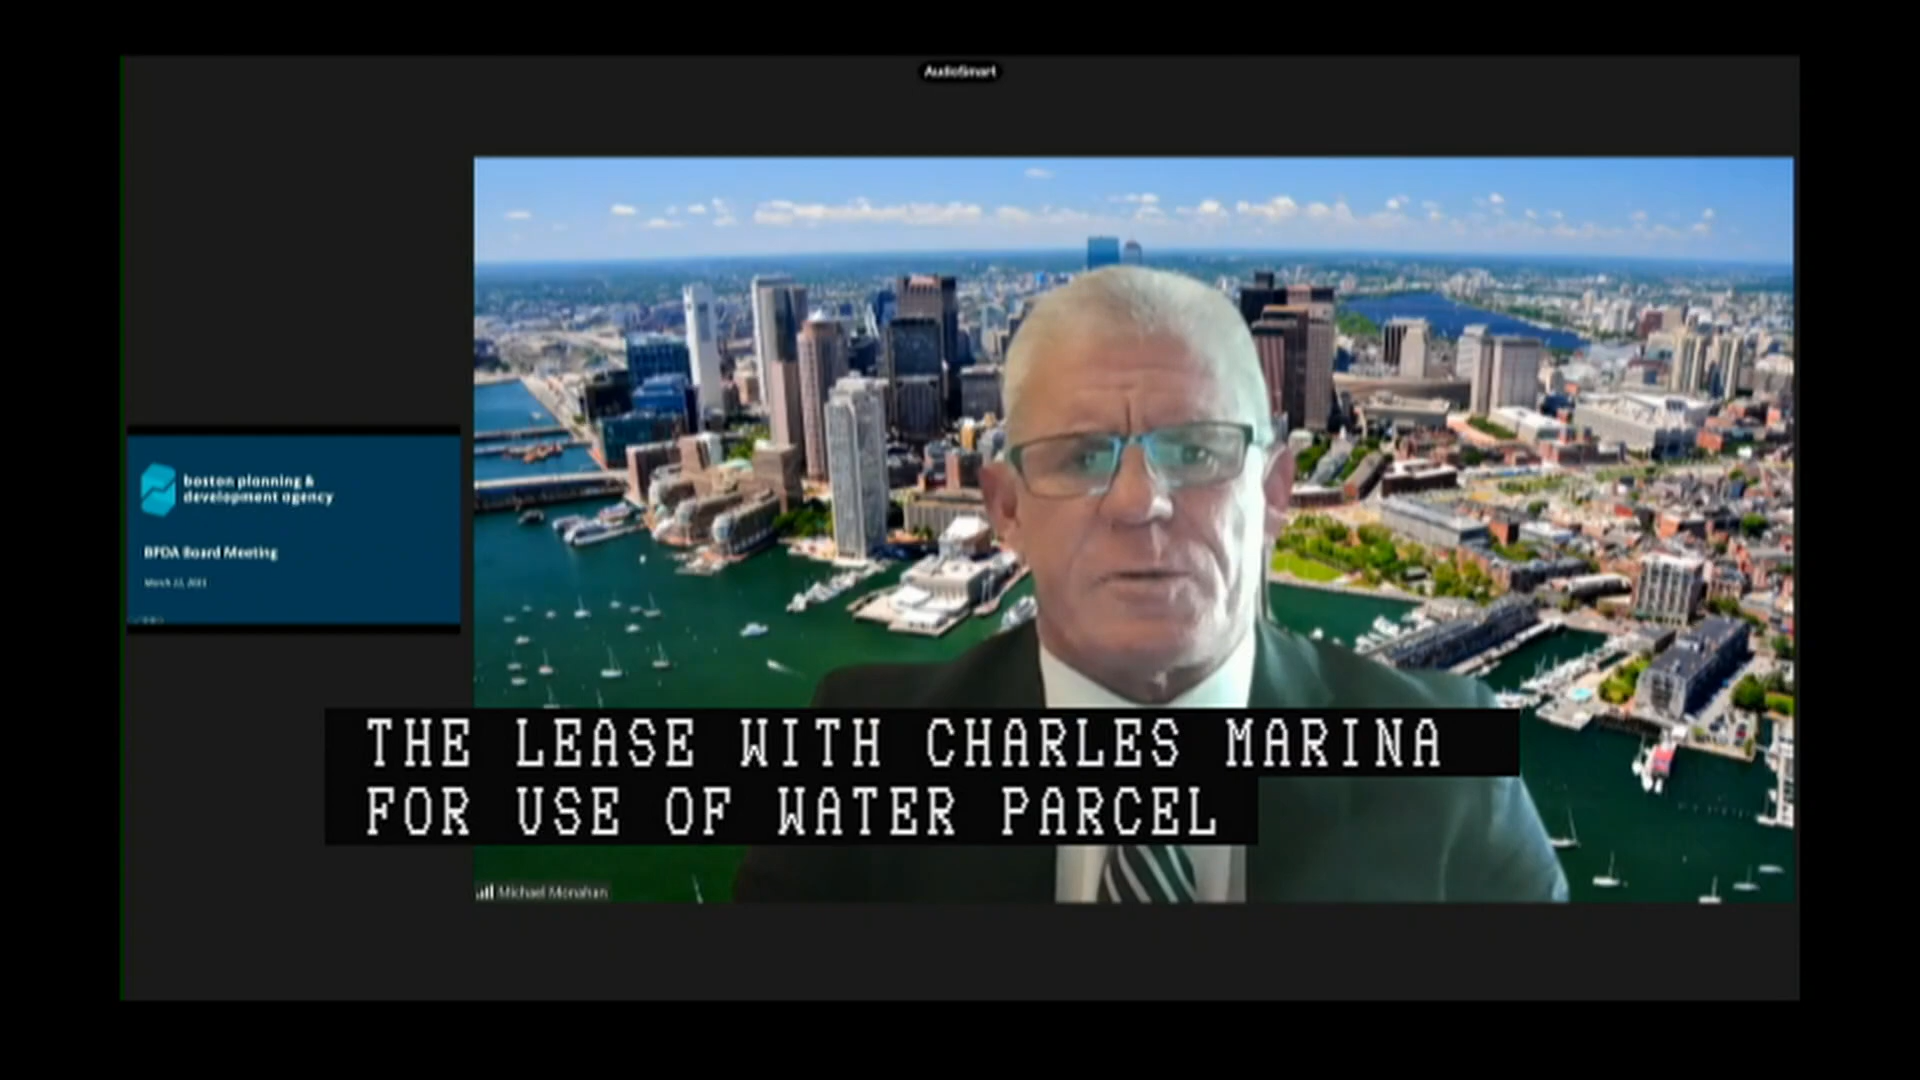 AudioSmart
boston planning &
development agency
BPDA Board Meeting
THE LEASE WITH CHARLES MARINA
FOR USE OF WATER PARCEL
Michael Monahan